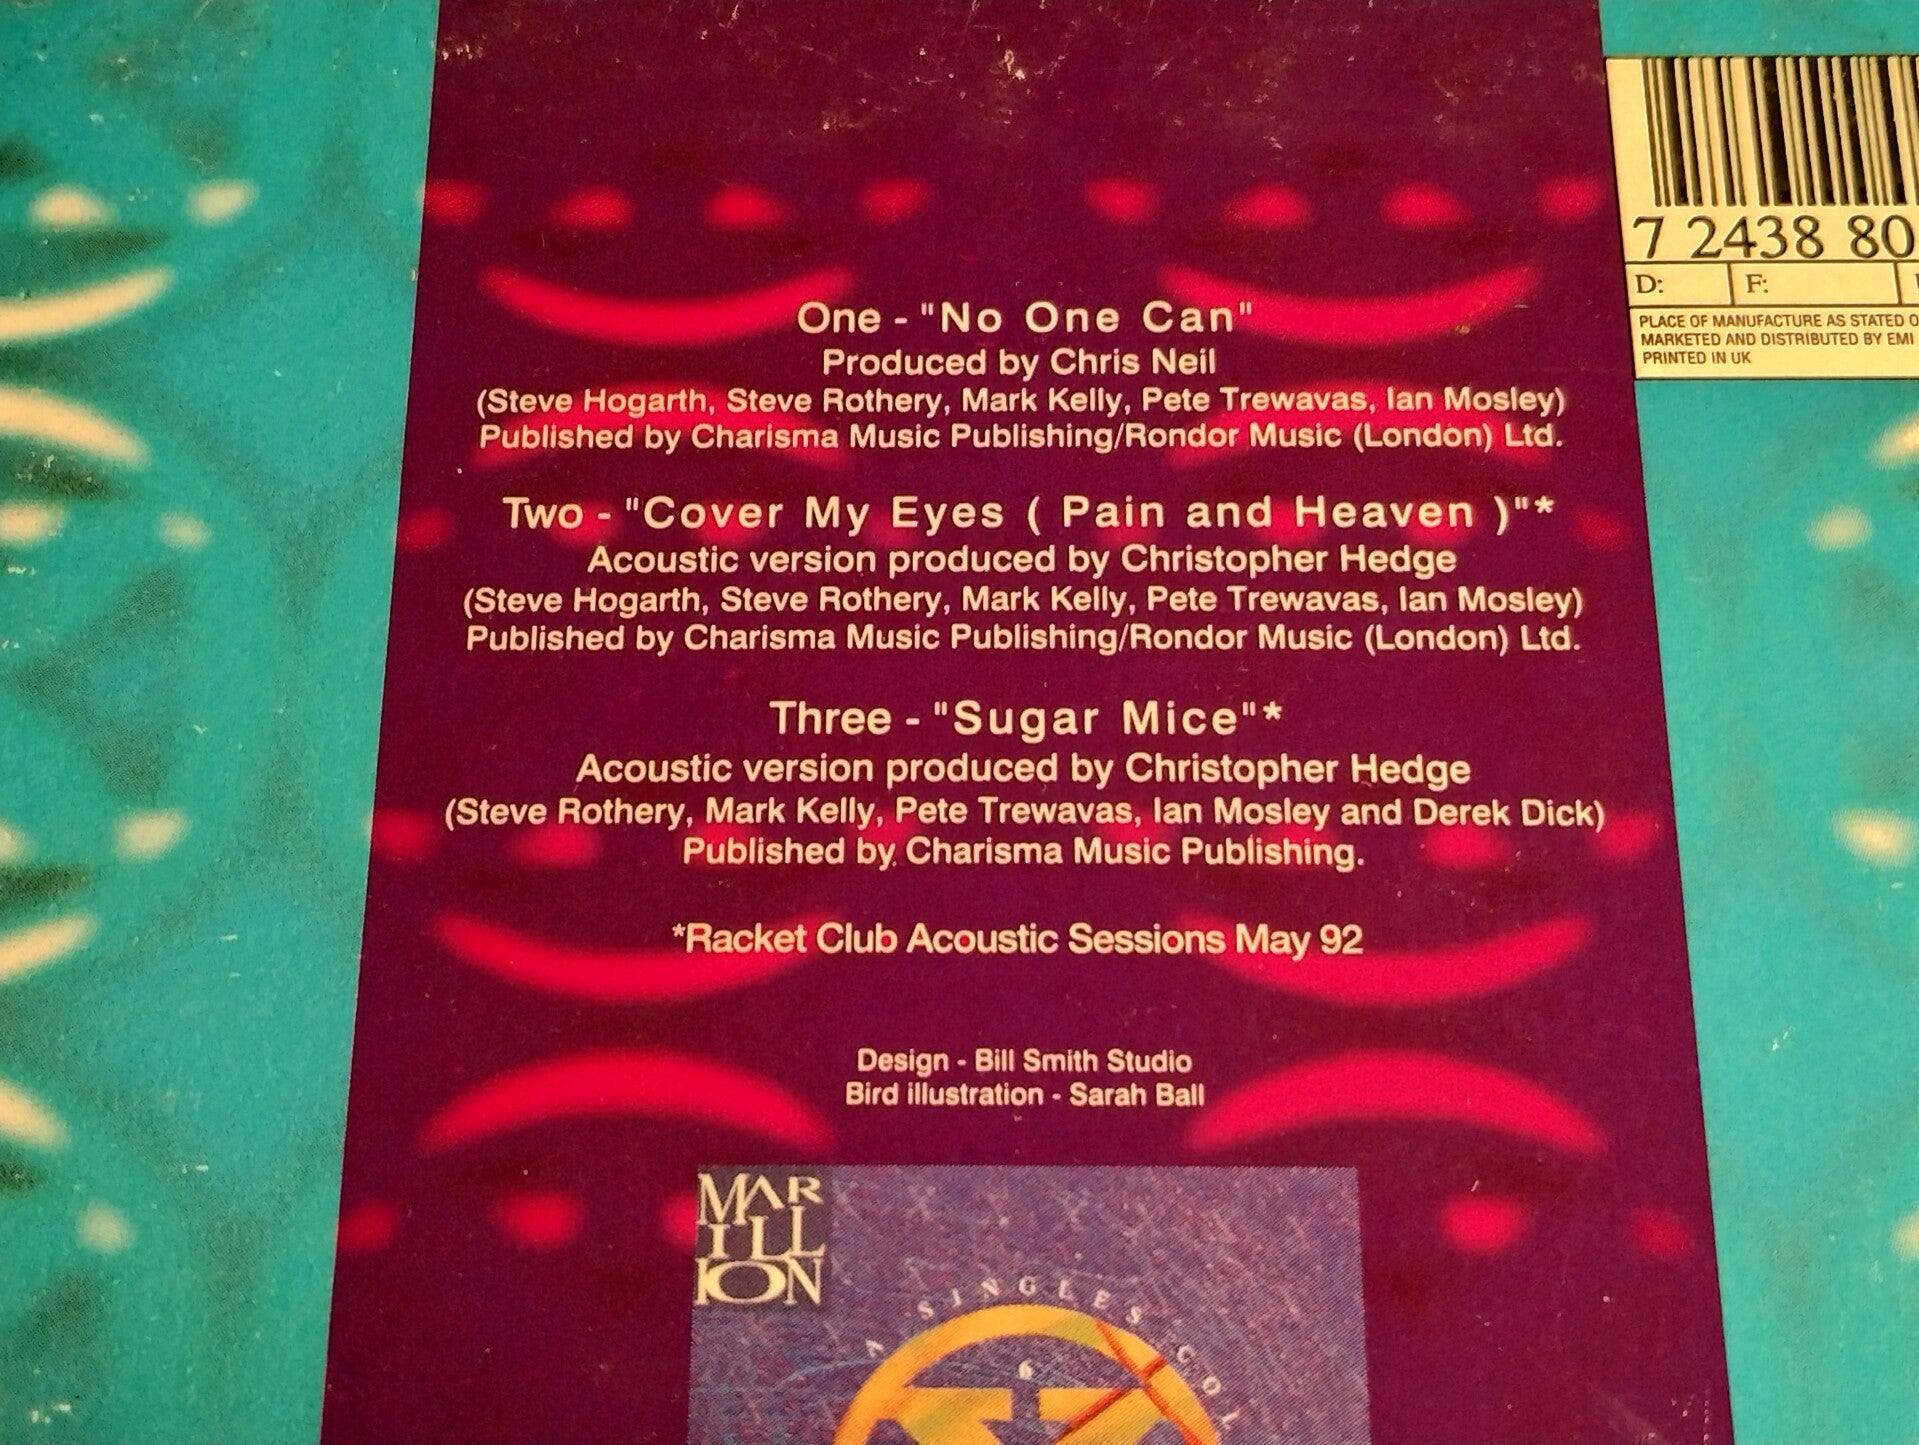 One - "No One Can"
Produced by Chris Neil
(Steve Hogarth, Steve Rothery, Mark Kelly, Pete Trewavas, Ian Mosley)
Published by Charisma Music Publishing/Rondor Music (London) Ltd.
Two - "Cover My Eyes ( Pain and Heaven )"*
Acoustic version produced by Christopher Hedge
(Steve Hogarth, Steve Rothery, Mark Kelly, Pete Trewavas, Ian Mosley)
Published by Charisma Music Publishing/Rondor Music (London) Ltd.
Three - "Sugar Mice"*
Acoustic version produced by Christopher Hedge
(Steve Rothery, Mark Kelly, Pete Trewavas, Ian Mosley and Derek Dick)
Published by Charisma Music Publishing.
*Racket Club Acoustic Sessions May 92
Design - Bill Smith Studio
Bird illustration - Sarah Ball
MAR
ILL
ION
A SINGLES COL
6
7 2438 80
D: F:
PLACE OF MANUFACTURE AS STATED O
MARKETED AND DISTRIBUTED BY EMI
PRINTED IN UK